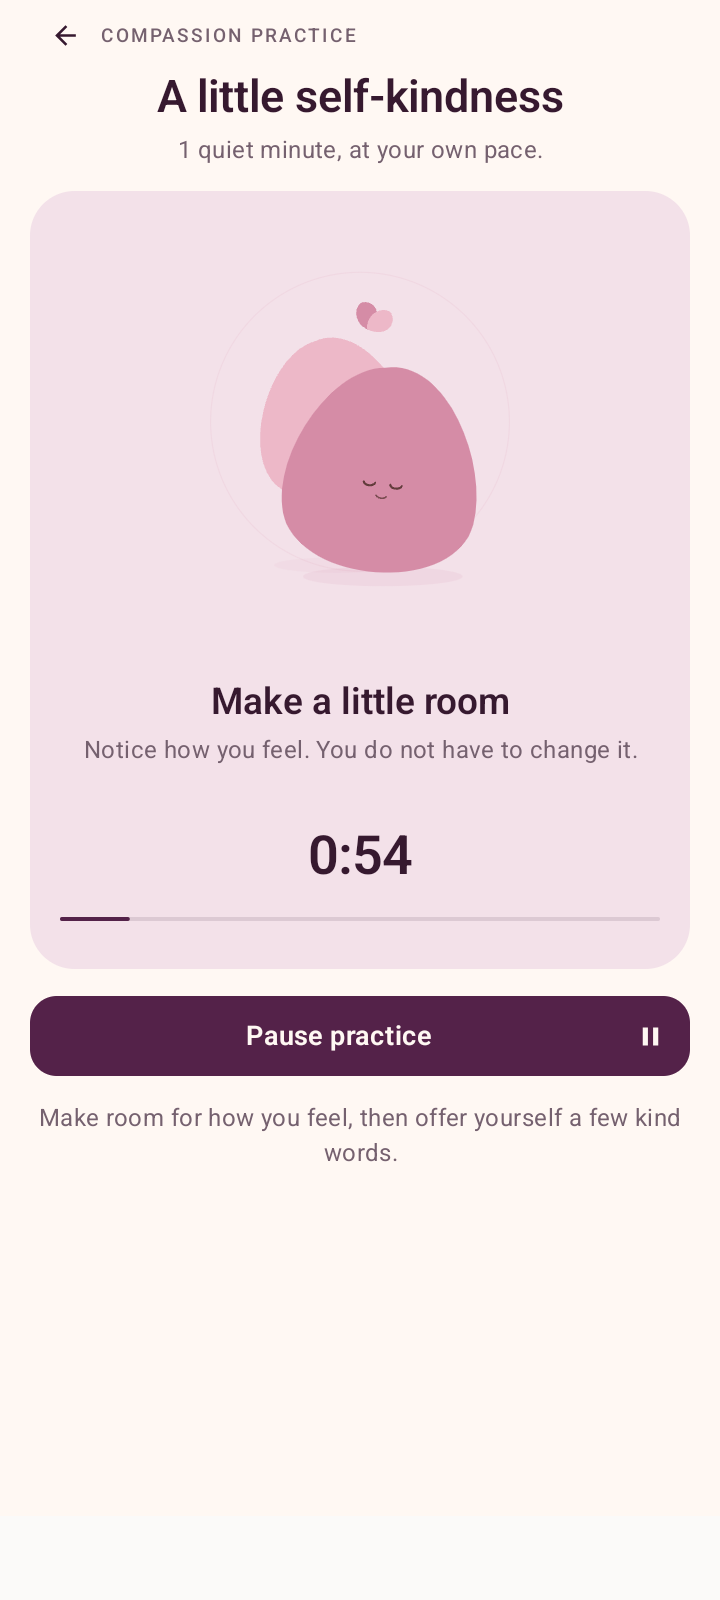 COMPASSION PRACTICE
A little self-kindness
1 quiet minute, at your own pace.
Make a little room
Notice how you feel. You do not have to change it.
0:54
Pause practice
Make room for how you feel, then offer yourself a few kind
words.